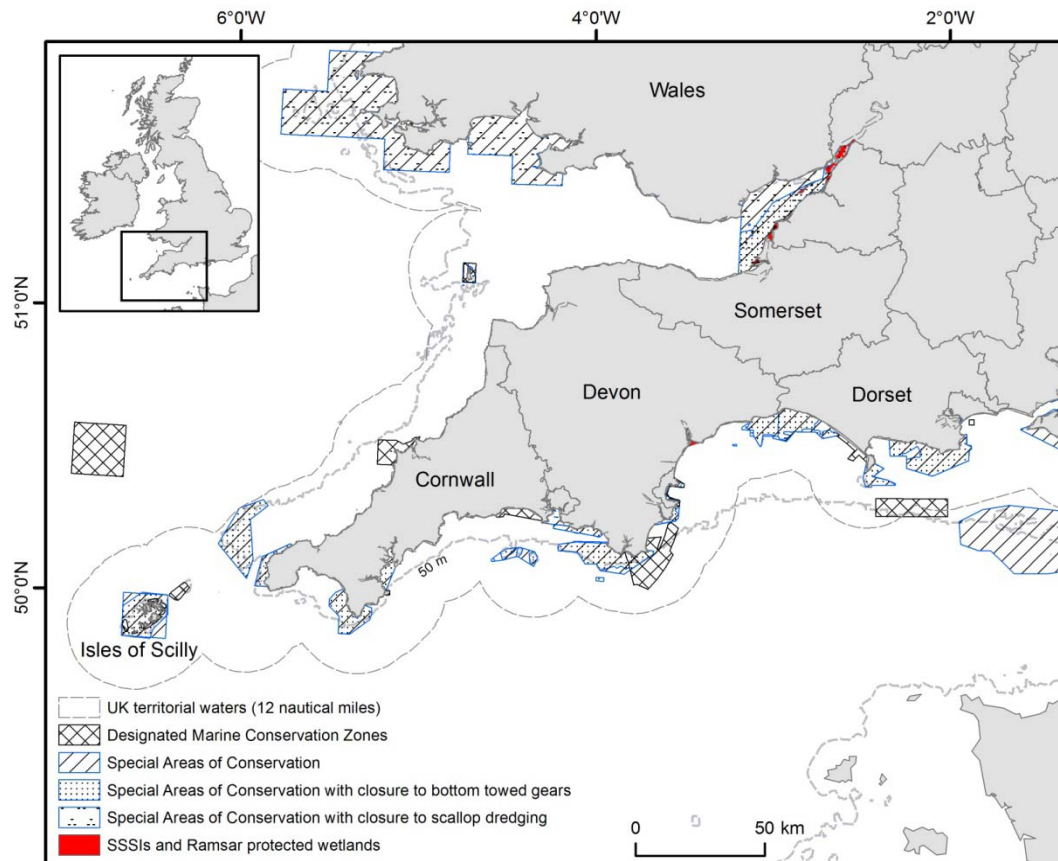 6°0'W
4°0'W
2°0'W
51°0'N
50°0'N
Wales
Somerset
Devon
Dorset
Cornwall
50 m
Isles of Scilly
UK territorial waters (12 nautical miles)
Designated Marine Conservation Zones
Special Areas of Conservation
Special Areas of Conservation with closure to bottom towed gears
Special Areas of Conservation with closure to scallop dredging
SSSIs and Ramsar protected wetlands
0 50 km